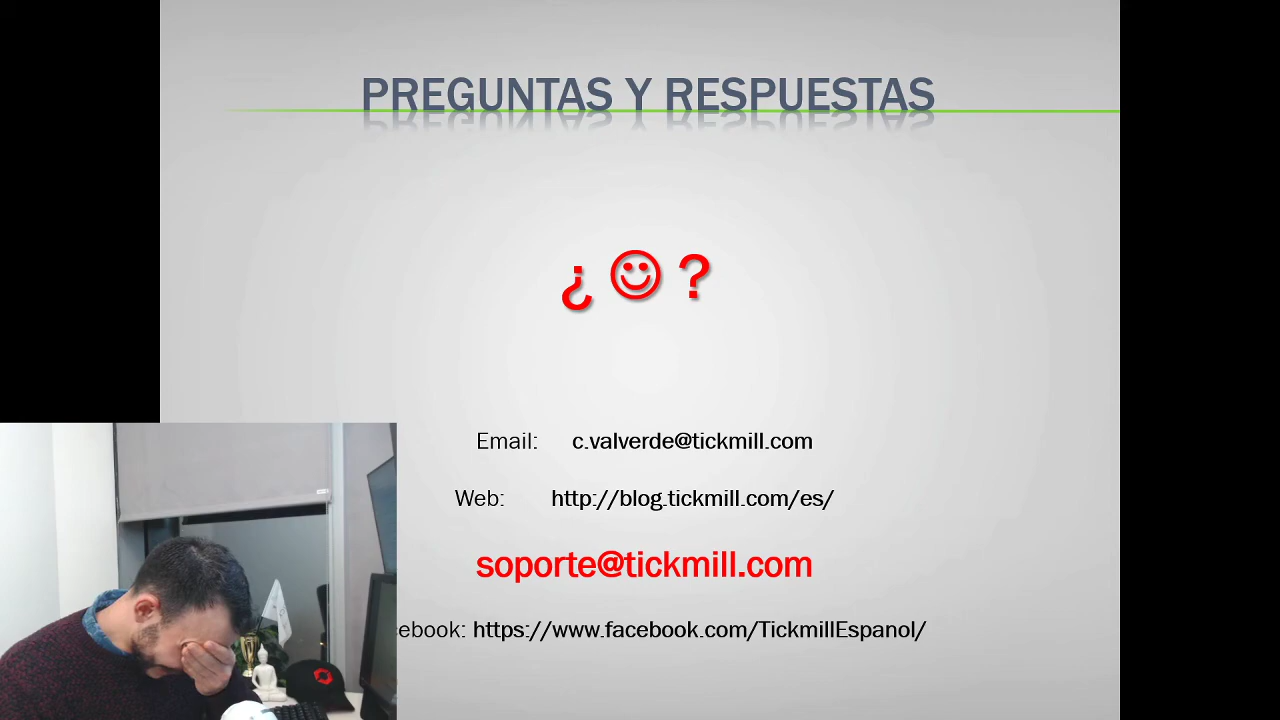 PREGUNTAS Y RESPUESTAS
¿☺?
Email: c.valverde@tickmill.com
Web: http://blog.tickmill.com/es/
soporte@tickmill.com
cebook: https://www.facebook.com/TickmillEspanol/